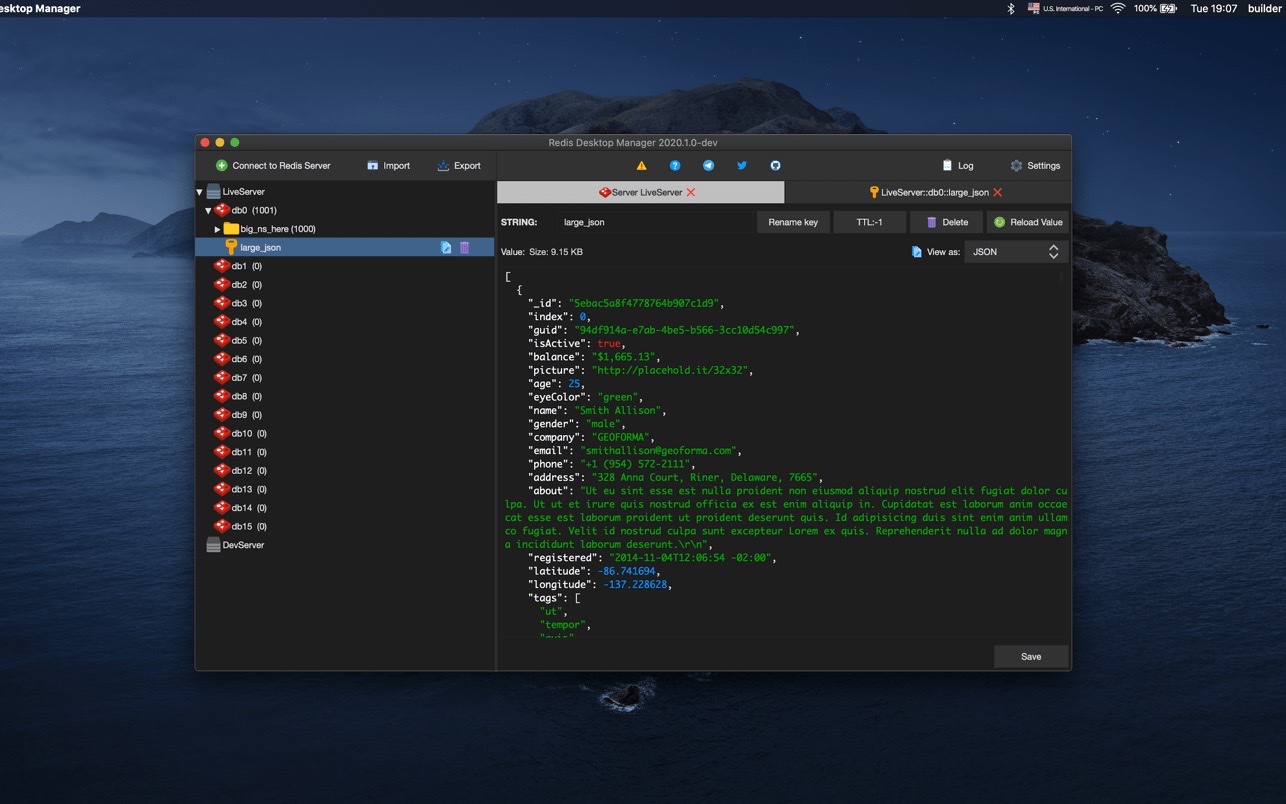 esktop Manager
U.S. International - PC
100%
Tue 19:07
builder
Redis Desktop Manager 2020.1.0-dev
Connect to Redis Server
Import
Export
Log
Settings
LiveServer
db0 (1001)
big_ns_here (1000)
large_json
db1 (0)
db2 (0)
db3 (0)
db4 (0)
db5 (0)
db6 (0)
db7 (0)
db8 (0)
db9 (0)
db10 (0)
db11 (0)
db12 (0)
db13 (0)
db14 (0)
db15 (0)
DevServer
Server LiveServer
LiveServer::db0::large_json
STRING:
large_json
Rename key
TTL:-1
Delete
Reload Value
Value: Size: 9.15 KB
View as:
JSON
[
{
"_id": "5ebac5a8f4778764b907c1d9",
"index": 0,
"guid": "94df914a-e7ab-4be5-b566-3cc10d54c997",
"isActive": true,
"balance": "$1,665.13",
"picture": "http://placehold.it/32x32",
"age": 25,
"eyeColor": "green",
"name": "Smith Allison",
"gender": "male",
"company": "GEOFORMA",
"email": "smithallison@geoforma.com",
"phone": "+1 (954) 572-2111",
"address": "328 Anna Court, Riner, Delaware, 7665",
"about": "Ut eu sint esse est nulla proident non eiusmod aliquip nostrud elit fugiat dolor cu
lpa. Ut ut et irure quis nostrud officia ex est enim aliquip in. Cupidatat est laborum anim occae
cat esse est laborum proident ut proident deserunt quis. Id adipisicing duis sint enim anim ullam
co fugiat. Velit id nostrud culpa sunt excepteur Lorem ex quis. Reprehenderit nulla ad dolor magn
a incididunt laborum deserunt.\r\n",
"registered": "2014-11-04T12:06:54 -02:00",
"latitude": -86.741694,
"longitude": -137.228628,
"tags": [
"ut",
"tempor",
Save